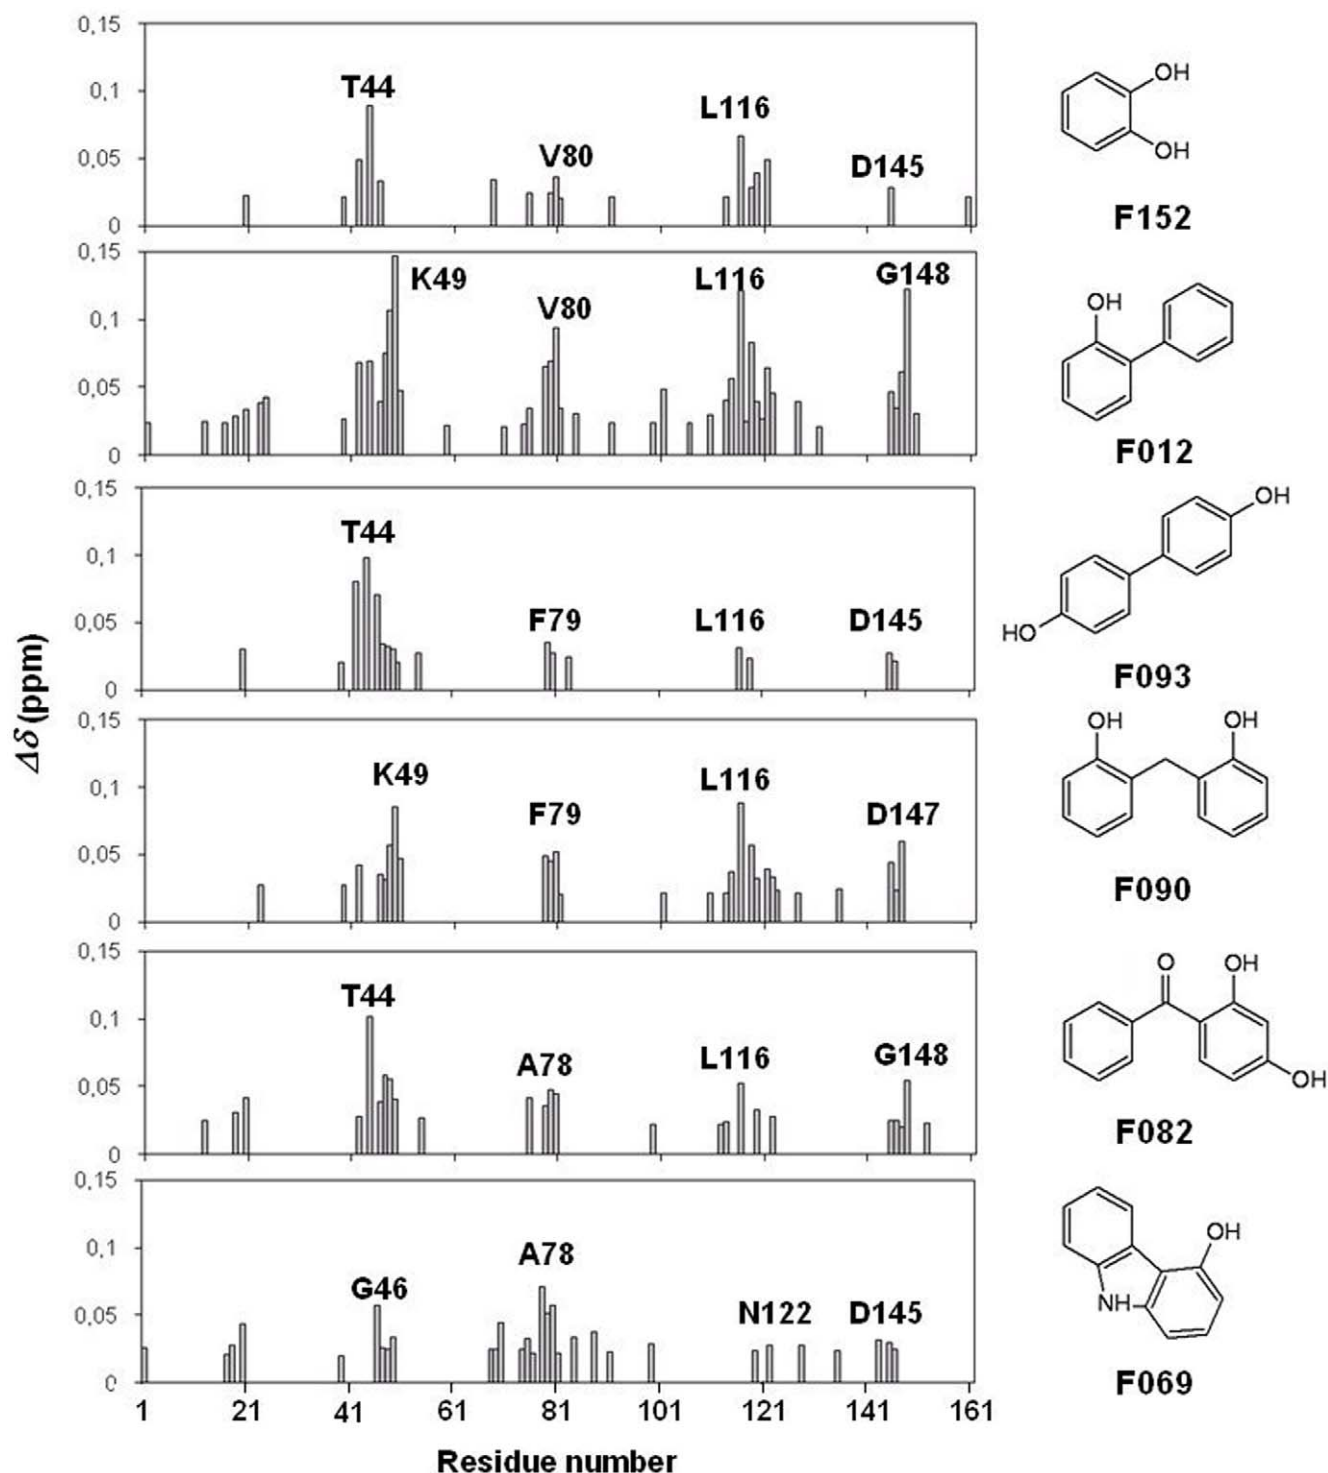 0,15
0,1
0,05
0
T44
V80
L116
D145
OH
OH
F152
0,15
0,1
0,05
0
K49
V80
L116
G148
OH
F012
0,15
0,1
0,05
0
T44
F79
L116
D145
OH
HO
F093
Δδ (ppm)
0,15
0,1
0,05
0
K49
F79
L116
D147
OH
OH
F090
0,15
0,1
0,05
0
T44
A78
L116
G148
O
OH
OH
F082
0,15
0,1
0,05
0
G46
A78
N122
D145
OH
NH
F069
1 21 41 61 81 101 121 141 161
Residue number